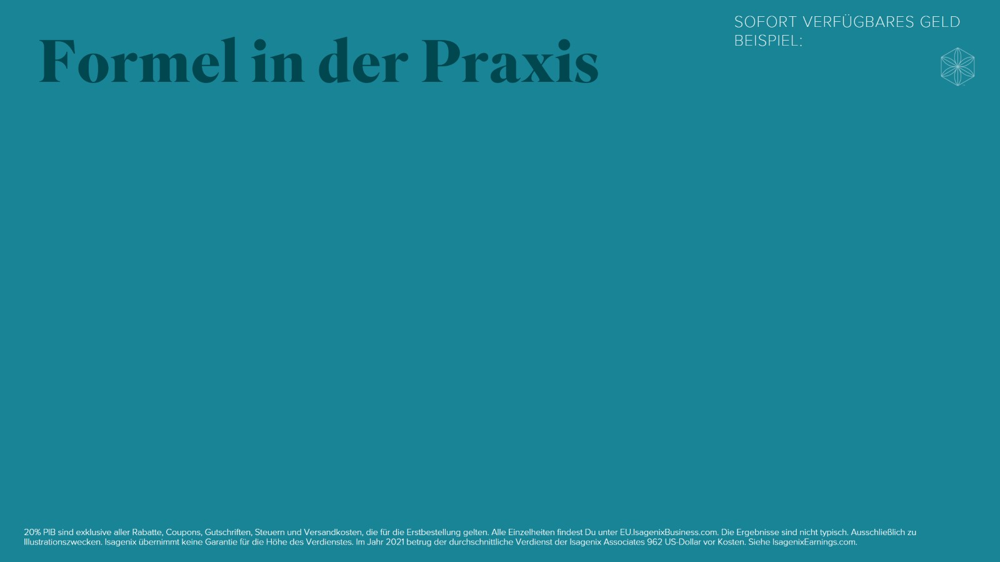 Formel in der Praxis
SOFORT VERFÜGBARES GELD
BEISPIEL:
20% PIB sind exklusive aller Rabatte, Coupons, Gutschriften, Steuern und Versandkosten, die für die Erstbestellung gelten. Alle Einzelheiten findest Du unter EU.IsagenixBusiness.com. Die Ergebnisse sind nicht typisch. Ausschließlich zu
Illustrationszwecken. Isagenix übernimmt keine Garantie für die Höhe des Verdienstes. Im Jahr 2021 betrug der durchschnittliche Verdienst der Isagenix Associates 962 US-Dollar vor Kosten. Siehe IsagenixEarnings.com.